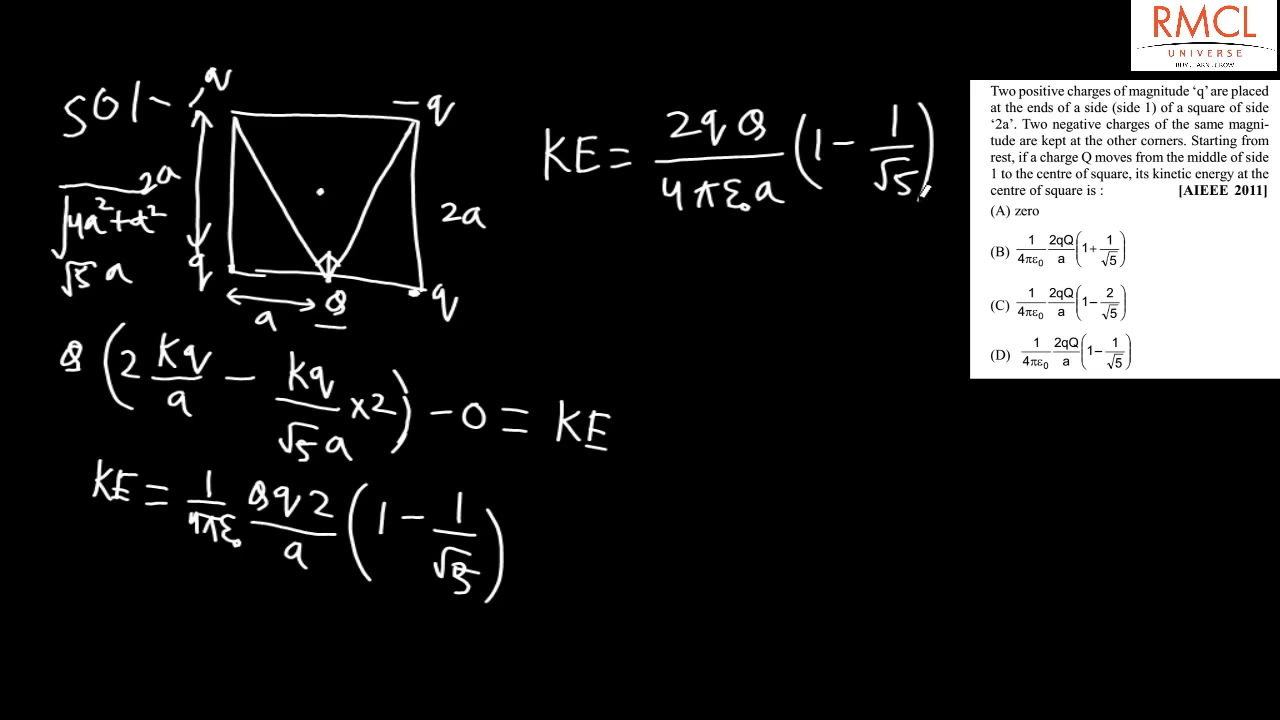 RMCL
UNIVERSE
Two positive charges of magnitude ‘q’ are placed
at the ends of a side (side 1) of a square of side
‘2a’. Two negative charges of the same magni-
tude are kept at the other corners. Starting from
rest, if a charge Q moves from the middle of side
1 to the centre of square, its kinetic energy at the
centre of square is : [AIEEE 2011]
(A) zero
(B) 1/4πε₀ 2qQ/a (1+ 1/√5)
(C) 1/4πε₀ 2qQ/a (1– 2/√5)
(D) 1/4πε₀ 2qQ/a (1– 1/√5)
Sol-
-q -q
2a
√4a²+a²
√5 a
2a
q q
a Q
KE = 2qQ/4πε₀a (1 - 1/√5)
Q (2 Kq/a - Kq/√5a ×2) - 0 = KE
KE = 1/4πε₀ Qq2/a (1 - 1/√5)